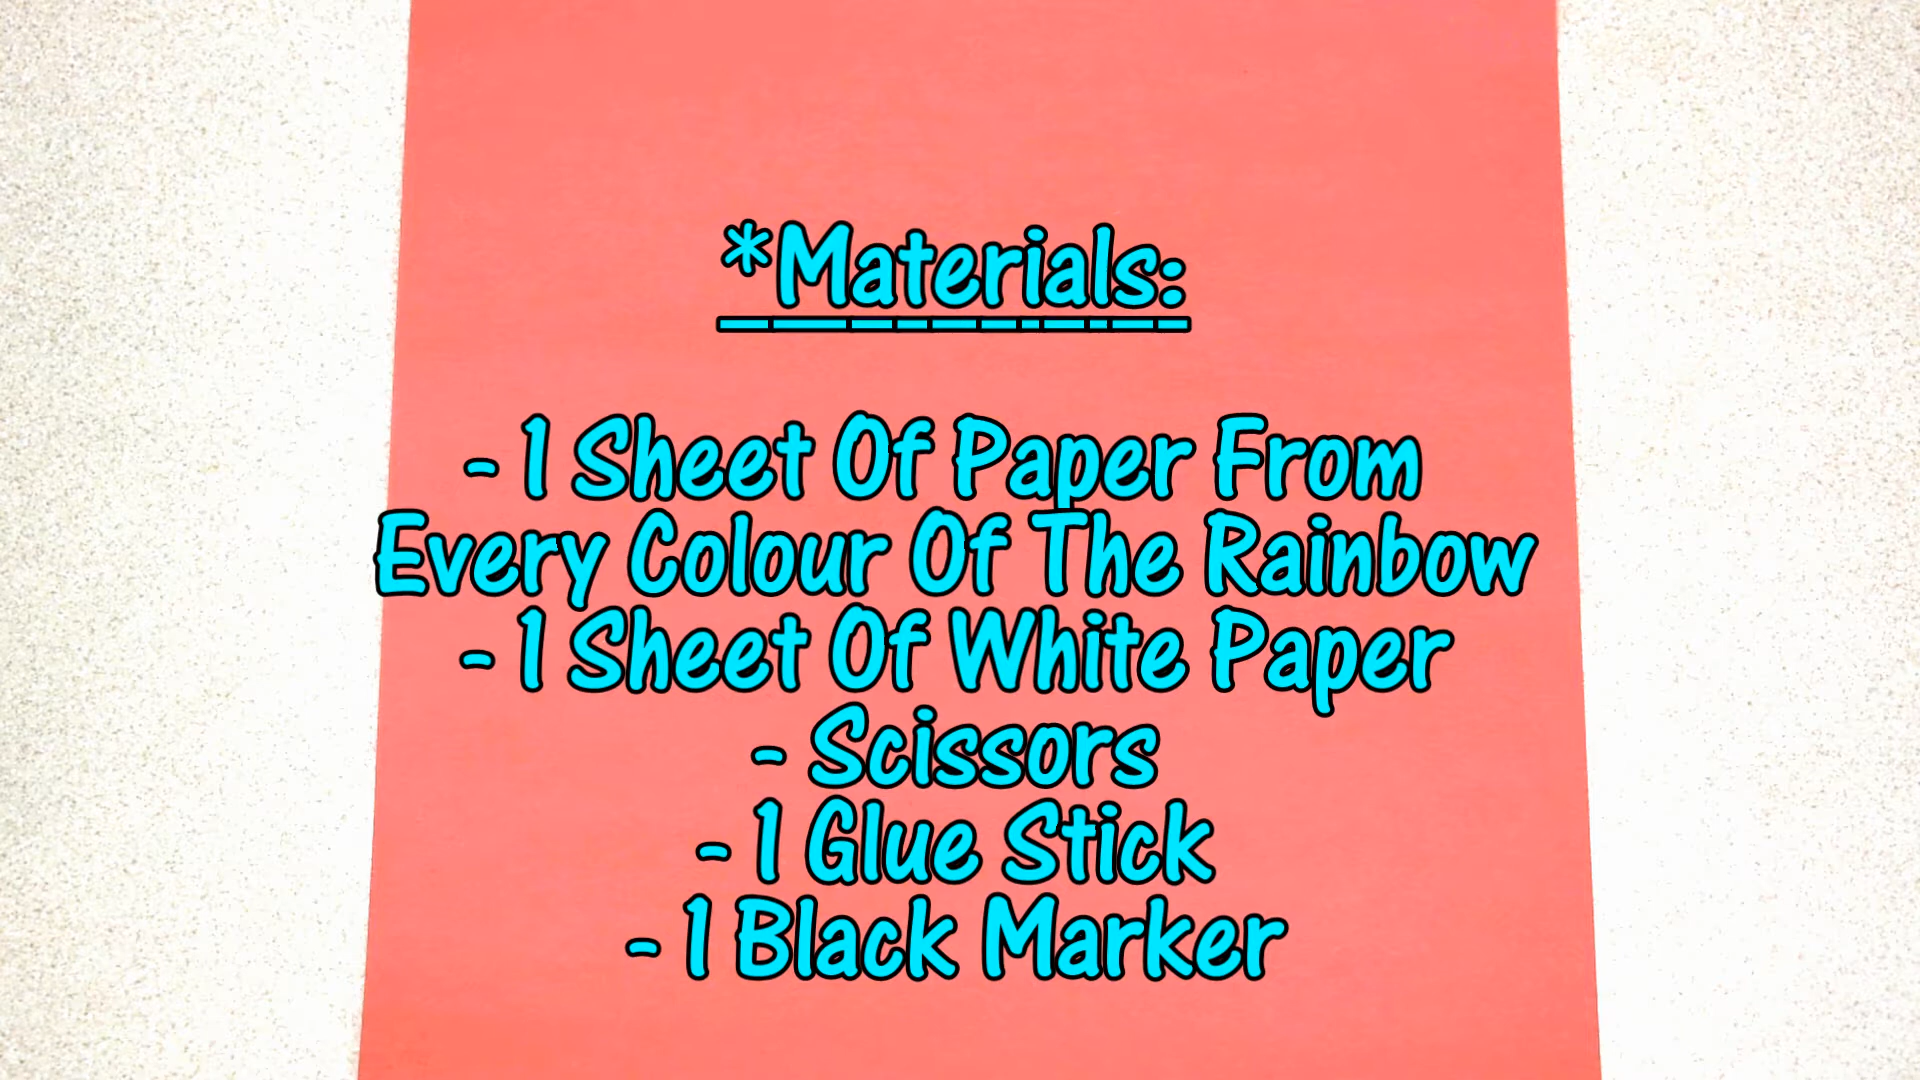 *Materials:
- 1 Sheet Of Paper From
Every Colour Of The Rainbow
- 1 Sheet Of White Paper
- Scissors
- 1 Glue Stick
- 1 Black Marker